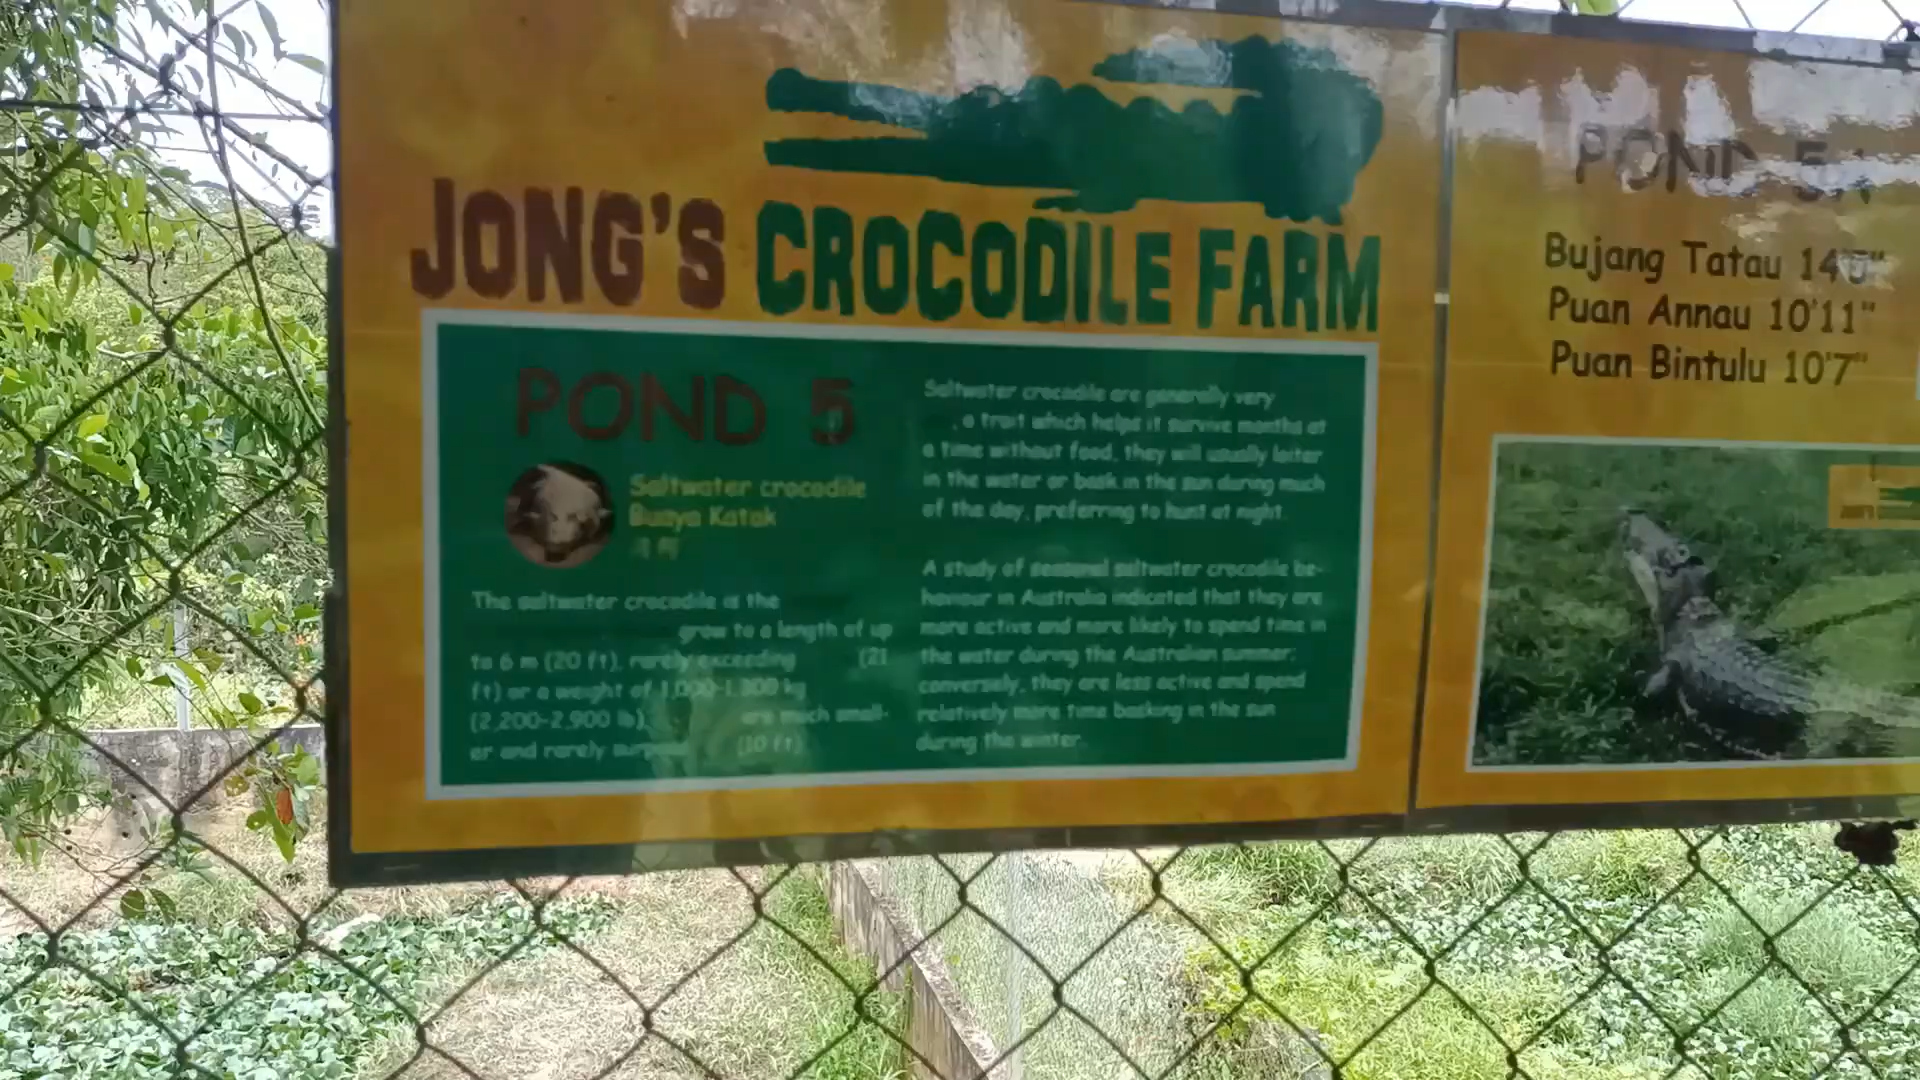 JONG'S CROCODILE FARM
POND 5
Saltwater crocodile
Buaya Katak
The saltwater crocodile is the
grow to a length of up
to 6 m (20 ft), rarely exceeding (21
ft) or a weight of 1,000-1,300 kg
(2,200-2,900 lb). are much small-
er and rarely surpass (10 ft)
Saltwater crocodile are generally very
, a trait which helps it survive months at
a time without food, they will usually loiter
in the water or bask in the sun during much
of the day, preferring to hunt at night.
A study of seasonal saltwater crocodile be-
haviour in Australia indicated that they are
more active and more likely to spend time in
the water during the Australian summer;
conversely, they are less active and spend
relatively more time basking in the sun
during the winter.
POND 5A
Bujang Tatau
Puan Annau 10'11"
Puan Bintulu 10'7"